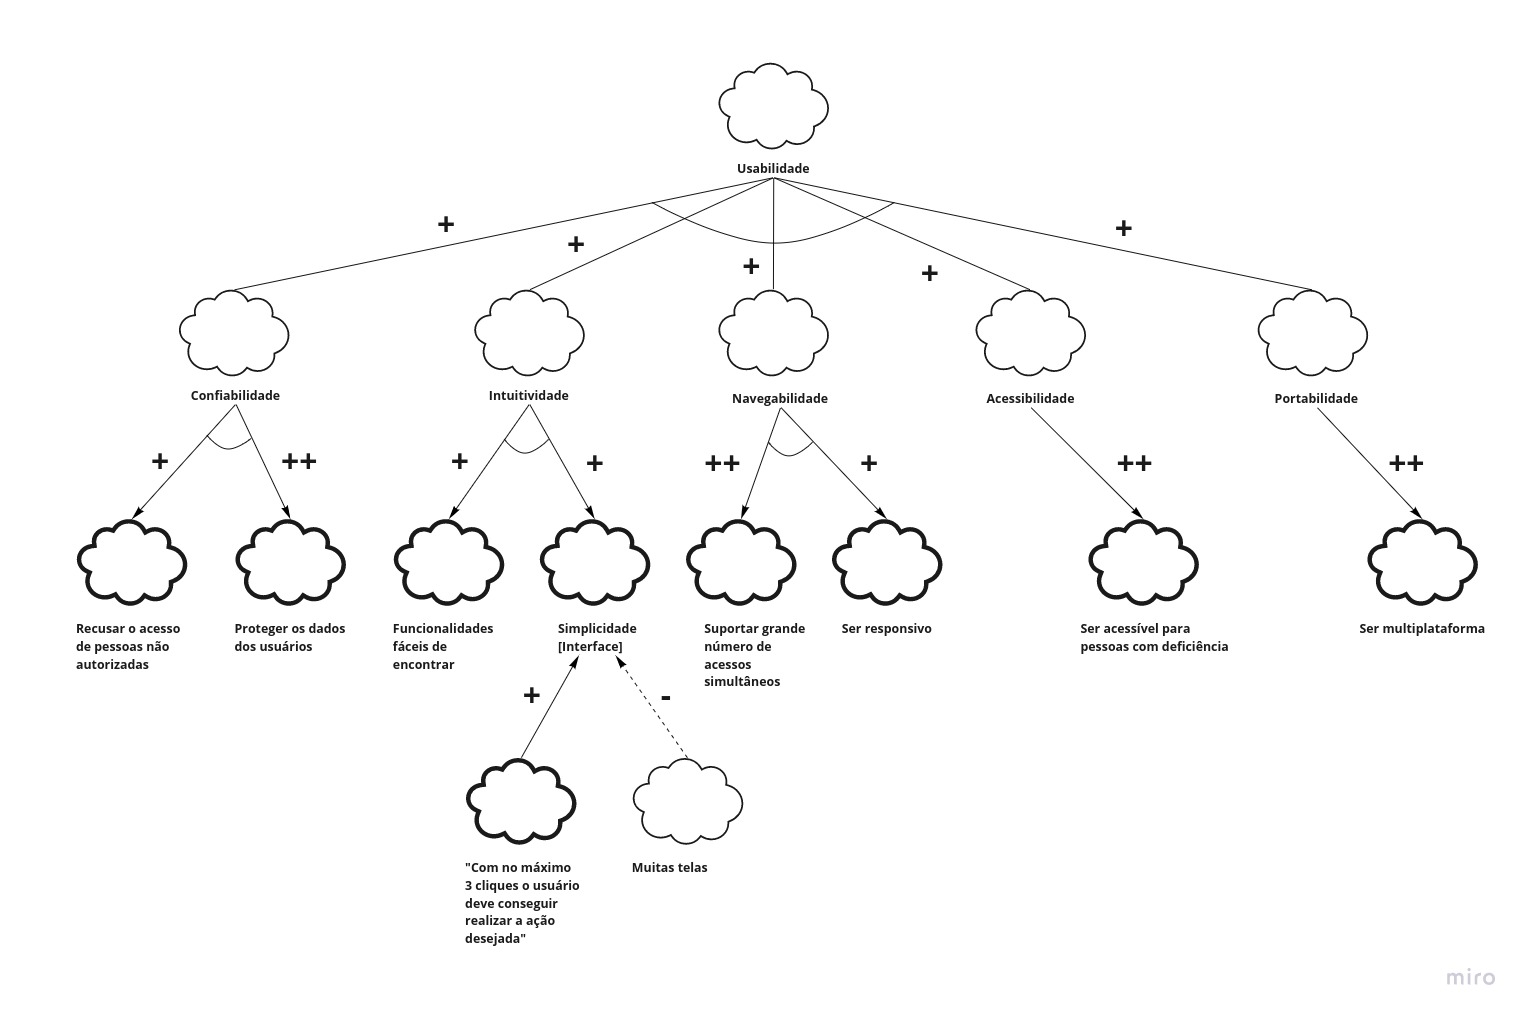 Usabilidade
+
+
+
+
+
Confiabilidade
Intuitividade
Navegabilidade
Acessibilidade
Portabilidade
+
++
+
+
++
+
++
++
Recusar o acesso
de pessoas não
autorizadas
Proteger os dados
dos usuários
Funcionalidades
fáceis de
encontrar
Simplicidade
[Interface]
Suportar grande
número de
acessos
simultâneos
Ser responsivo
Ser acessível para
pessoas com deficiência
Ser multiplataforma
+
-
"Com no máximo
3 cliques o usuário
deve conseguir
realizar a ação
desejada"
Muitas telas
miro